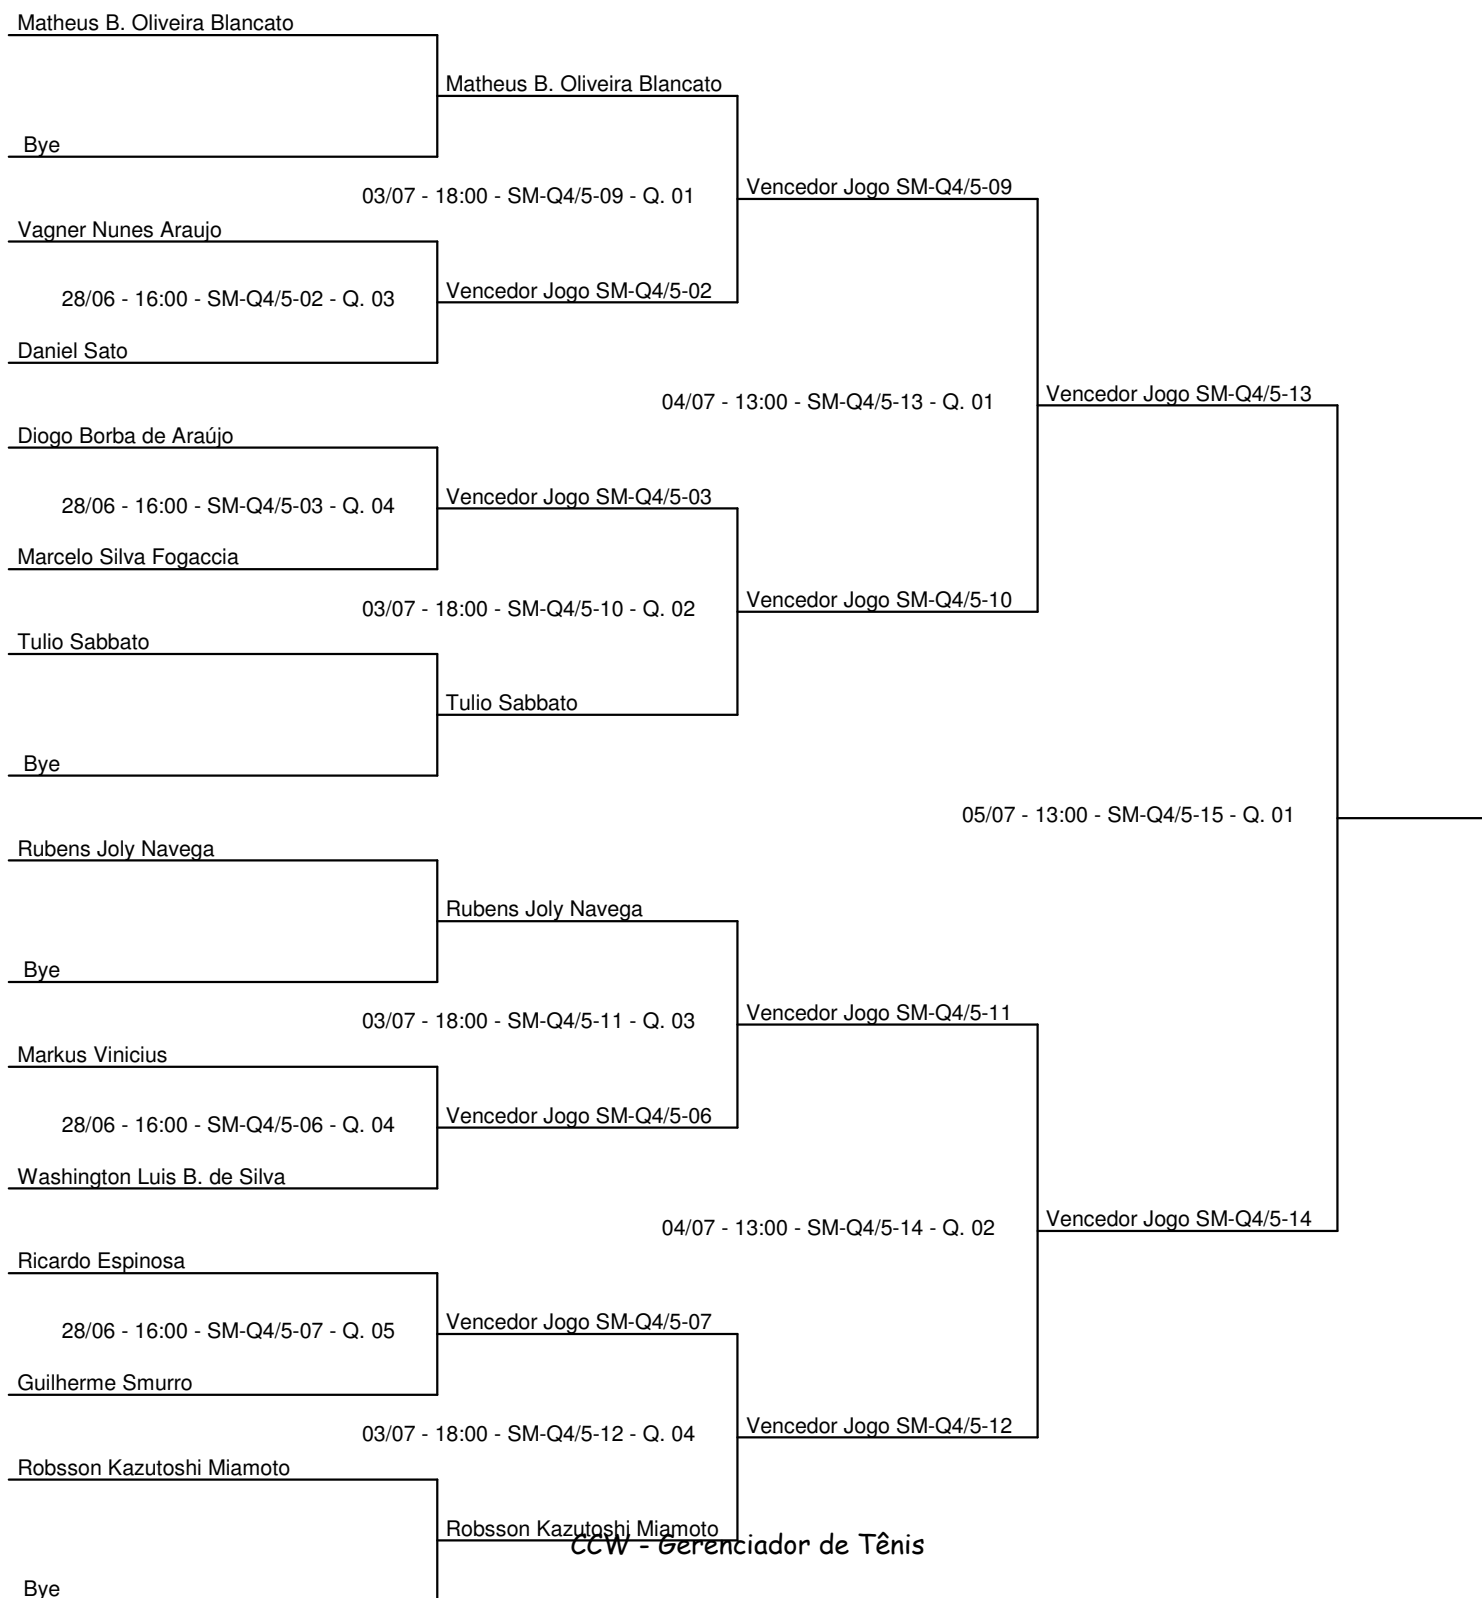 Matheus B. Oliveira Blancato
Matheus B. Oliveira Blancato
Bye
Vencedor Jogo SM-Q4/5-09
03/07 - 18:00 - SM-Q4/5-09 - Q. 01
Vagner Nunes Araujo
Vencedor Jogo SM-Q4/5-02
28/06 - 16:00 - SM-Q4/5-02 - Q. 03
Daniel Sato
Vencedor Jogo SM-Q4/5-13
04/07 - 13:00 - SM-Q4/5-13 - Q. 01
Diogo Borba de Araújo
Vencedor Jogo SM-Q4/5-03
28/06 - 16:00 - SM-Q4/5-03 - Q. 04
Marcelo Silva Fogaccia
Vencedor Jogo SM-Q4/5-10
03/07 - 18:00 - SM-Q4/5-10 - Q. 02
Tulio Sabbato
Tulio Sabbato
Bye
05/07 - 13:00 - SM-Q4/5-15 - Q. 01
Rubens Joly Navega
Rubens Joly Navega
Bye
Vencedor Jogo SM-Q4/5-11
03/07 - 18:00 - SM-Q4/5-11 - Q. 03
Markus Vinicius
Vencedor Jogo SM-Q4/5-06
28/06 - 16:00 - SM-Q4/5-06 - Q. 04
Washington Luis B. de Silva
Vencedor Jogo SM-Q4/5-14
04/07 - 13:00 - SM-Q4/5-14 - Q. 02
Ricardo Espinosa
Vencedor Jogo SM-Q4/5-07
28/06 - 16:00 - SM-Q4/5-07 - Q. 05
Guilherme Smurro
Vencedor Jogo SM-Q4/5-12
03/07 - 18:00 - SM-Q4/5-12 - Q. 04
Robsson Kazutoshi Miamoto
Robsson Kazutoshi Miamoto
CCW - Gerenciador de Tênis
Bye